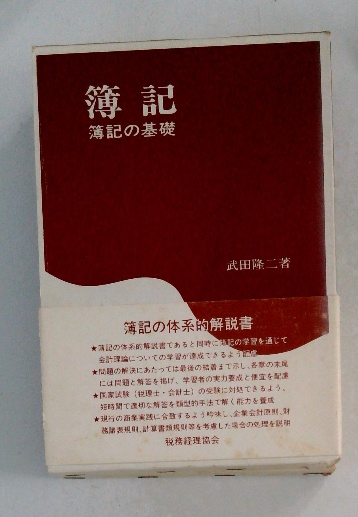 簿記
簿記の基礎
武田隆二著
簿記の体系的解説書
★簿記の体系的解説書であると同時に簿記の学習を通じて
会計理論についての学習が達成できるよう配慮
★問題の解決にあたっては最後の結着まで示し、各章の末尾
には問題と解答を掲げ、学習者の実力養成と便宜を配慮
★国家試験(税理士・会計士)の受験に対処できるよう、
短時間で適切な解答を類型的手法で解く能力を養成
★現行の商業実践に合致するよう吟味し、企業会計原則、財
務諸表規則、計算書類規則等を考慮した場合の処理を説明
税務経理協会